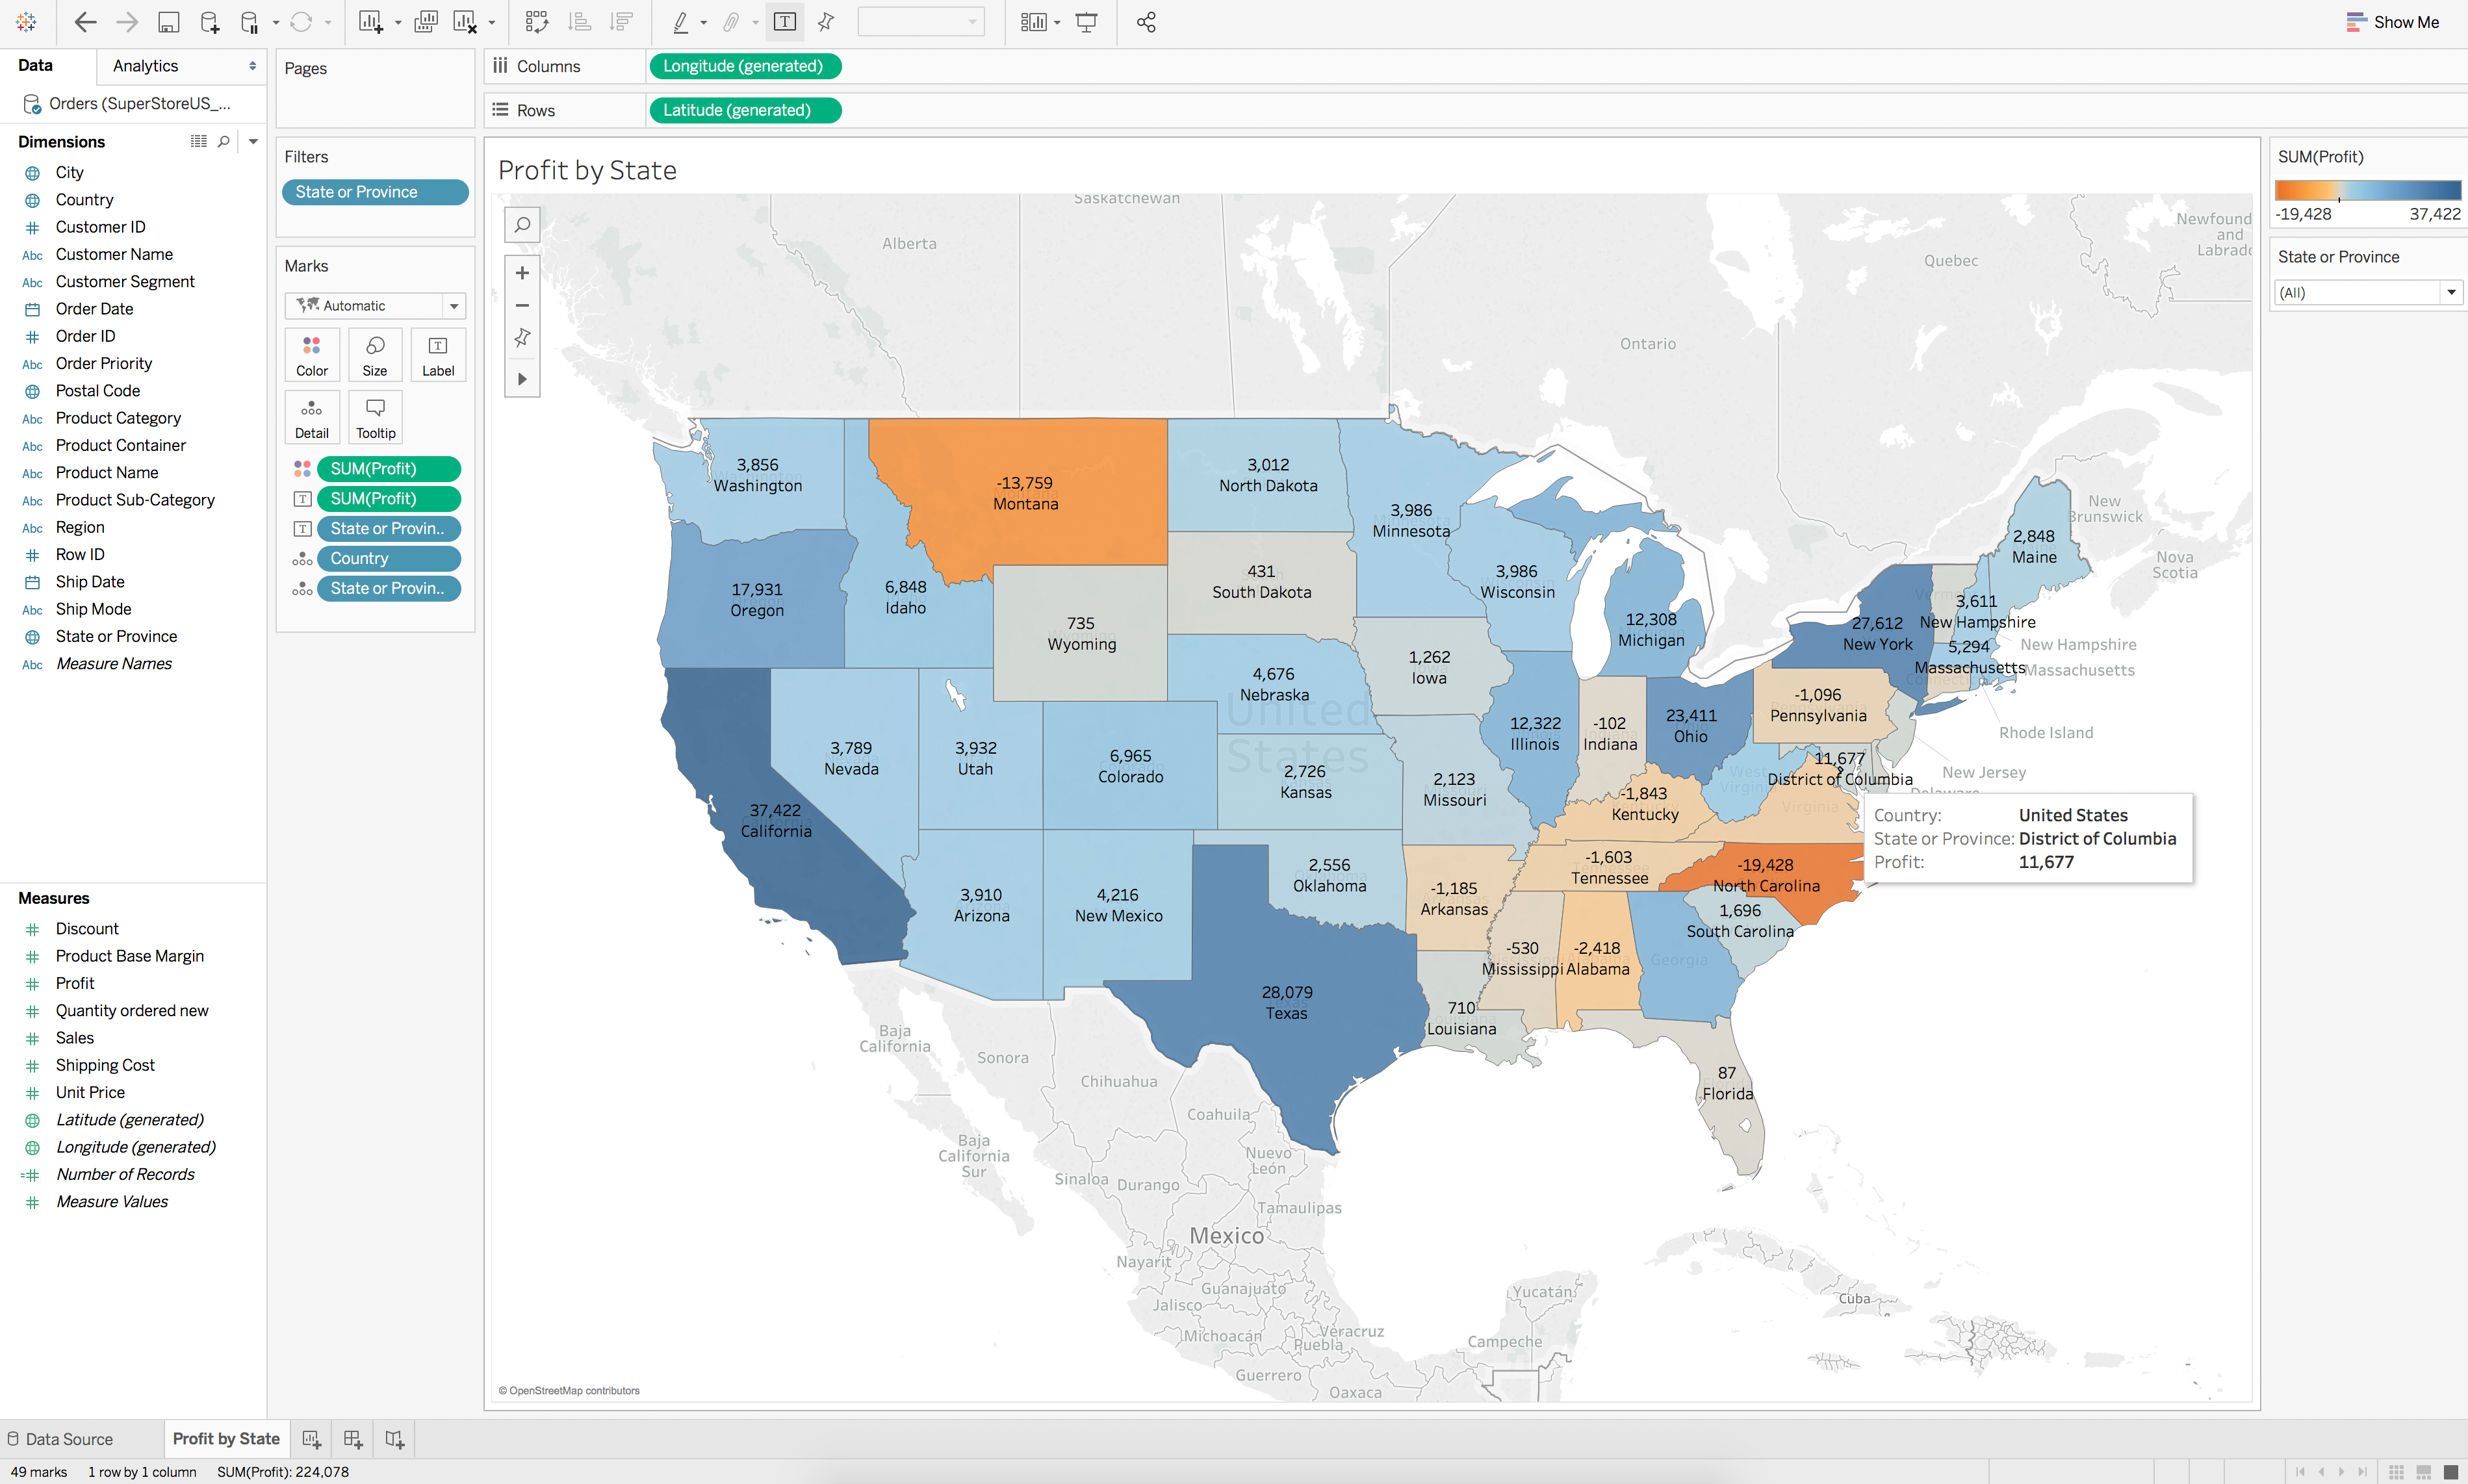 Show Me
Data
Analytics
Orders (SuperStoreUS_...
Dimensions
City
Country
Customer ID
Abc Customer Name
Abc Customer Segment
Order Date
Order ID
Abc Order Priority
Postal Code
Abc Product Category
Abc Product Container
Abc Product Name
Abc Product Sub-Category
Abc Region
Row ID
Ship Date
Abc Ship Mode
State or Province
Abc Measure Names
Measures
Discount
Product Base Margin
Profit
Quantity ordered new
Sales
Shipping Cost
Unit Price
Latitude (generated)
Longitude (generated)
Number of Records
Measure Values
Pages
Filters
State or Province
Marks
Automatic
Color
Size
Label
Detail
Tooltip
SUM(Profit)
SUM(Profit)
State or Provin..
Country
State or Provin..
Columns
Longitude (generated)
Rows
Latitude (generated)
Profit by State
Saskatchewan
Alberta
Newfound
and
Labrado
Quebec
Ontario
New
Brunswick
Nova
Scotia
3,856
Washington
-13,759
Montana
3,012
North Dakota
3,986
Minnesota
2,848
Maine
17,931
Oregon
6,848
Idaho
735
Wyoming
431
South Dakota
3,986
Wisconsin
12,308
Michigan
27,612
New York
3,611
New Hampshire
5,294
Massachusetts
New Hampshire
Massachusetts
Rhode Island
New Jersey
Delaware
1,262
Iowa
4,676
Nebraska
United
States
3,789
Nevada
3,932
Utah
6,965
Colorado
2,726
Kansas
2,123
Missouri
12,322
Illinois
-102
Indiana
23,411
Ohio
-1,096
Pennsylvania
West
Virginia
11,677
District of Columbia
Virginia
37,422
California
-1,843
Kentucky
3,910
Arizona
4,216
New Mexico
2,556
Oklahoma
-1,185
Arkansas
-1,603
Tennessee
-19,428
North Carolina
1,696
South Carolina
Georgia
-530
Mississippi
-2,418
Alabama
28,079
Texas
710
Louisiana
87
Florida
Country: United States
State or Province: District of Columbia
Profit: 11,677
Baja
California
Sonora
Chihuahua
Coahuila
Baja
California
Sur
Nuevo
León
Sinaloa
Durango
Tamaulipas
Mexico
Nayarit
Guanajuato
Jalisco
Michoacán
Veracruz
Puebla
Guerrero
Oaxaca
Yucatán
Campeche
Cuba
© OpenStreetMap contributors
SUM(Profit)
-19,428
37,422
State or Province
(All)
Data Source
Profit by State
49 marks
1 row by 1 column
SUM(Profit): 224,078